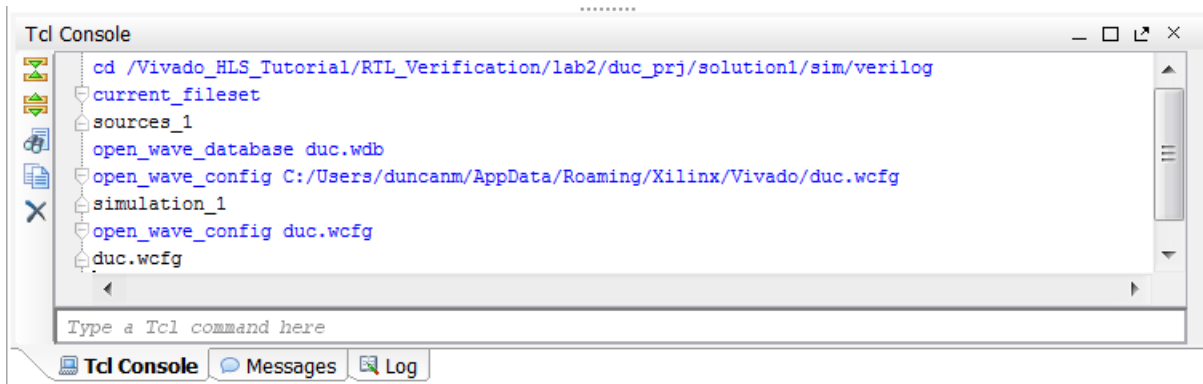 Tcl Console
cd /Vivado_HLS_Tutorial/RTL_Verification/lab2/duc_prj/solution1/sim/verilog
current_fileset
sources_1
open_wave_database duc.wdb
open_wave_config C:/Users/duncanm/AppData/Roaming/Xilinx/Vivado/duc.wcfg
simulation_1
open_wave_config duc.wcfg
duc.wcfg
Type a Tcl command here
Tcl Console Messages Log